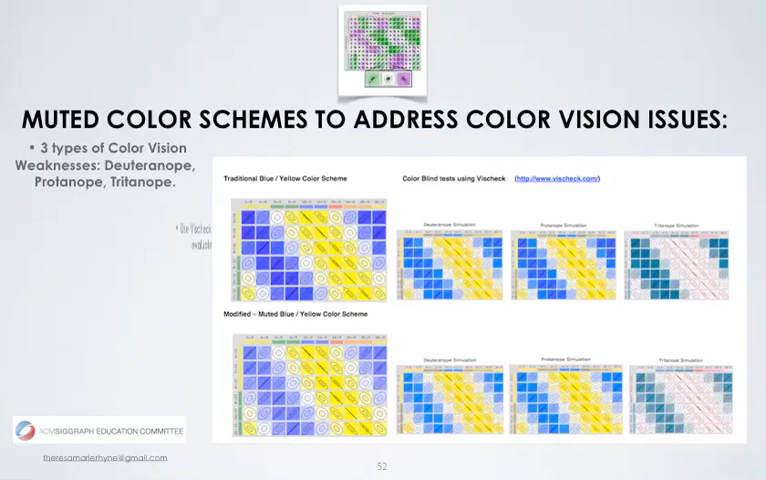 MUTED COLOR SCHEMES TO ADDRESS COLOR VISION ISSUES:
• 3 types of Color Vision
Weaknesses: Deuteranope,
Protanope, Tritanope.
• Use Vischeck
Traditional Blue / Yellow Color Scheme
Color Blind tests using Vischeck (http://www.vischeck.com/)
Deuteranope Simulation
Protanope Simulation
Tritanope Simulation
Modified – Muted Blue / Yellow Color Scheme
Deuteranope Simulation
Protanope Simulation
Tritanope Simulation
ACMSIGGRAPH EDUCATION COMMITTEE
theresamarierhyne@gmail.com
52